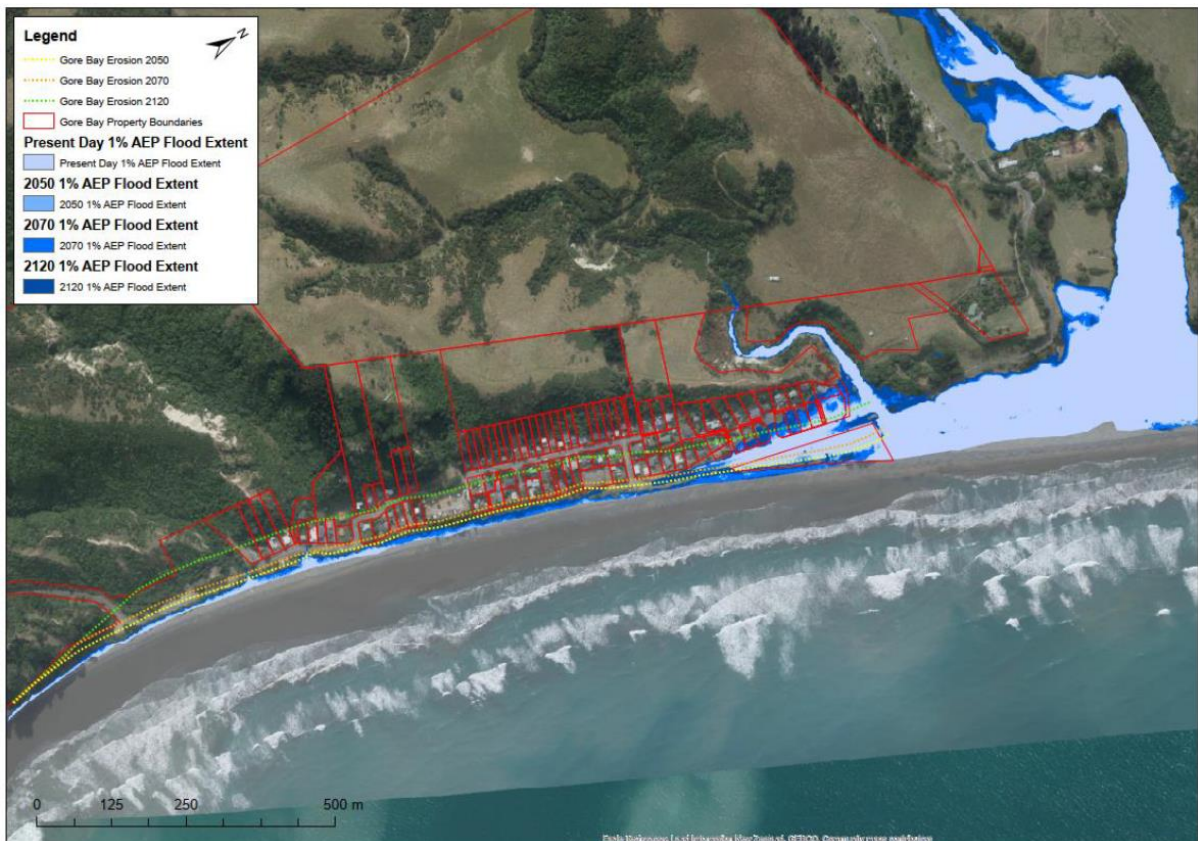 Legend
N
Gore Bay Erosion 2050
Gore Bay Erosion 2070
Gore Bay Erosion 2120
Gore Bay Property Boundaries
Present Day 1% AEP Flood Extent
Present Day 1% AEP Flood Extent
2050 1% AEP Flood Extent
2050 1% AEP Flood Extent
2070 1% AEP Flood Extent
2070 1% AEP Flood Extent
2120 1% AEP Flood Extent
2120 1% AEP Flood Extent
0 125 250 500 m